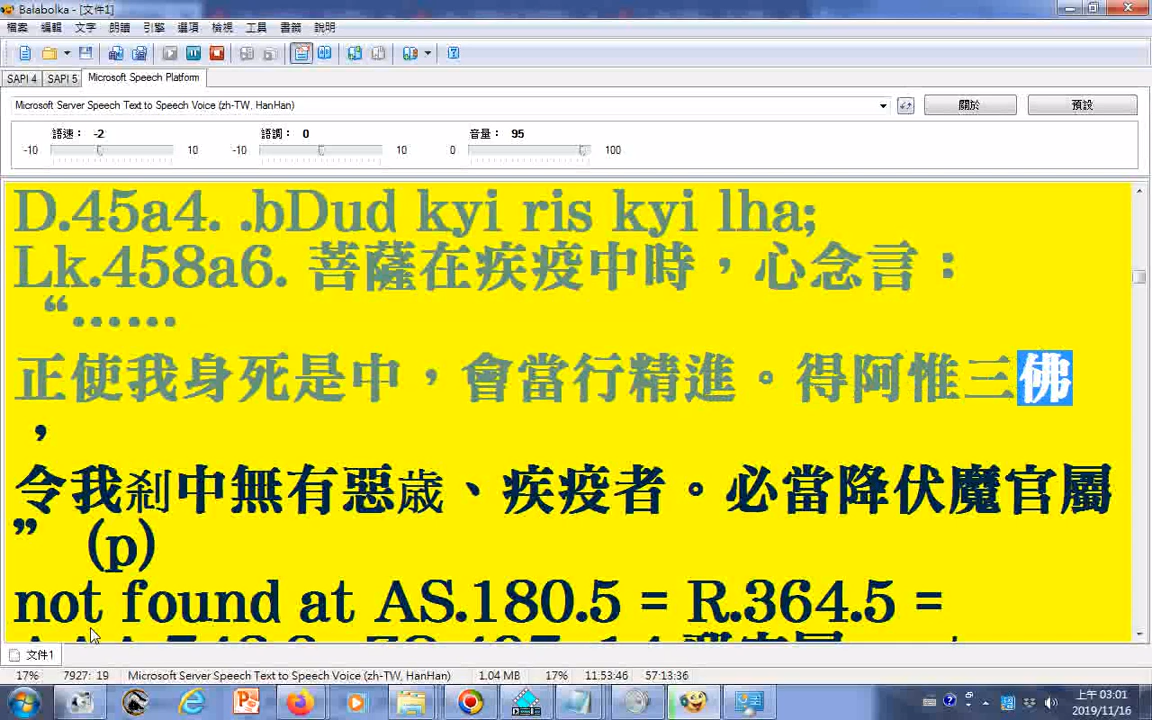 Balabolka - [文件1]
檔案 編輯 文字 朗讀 引擎 選項 檢視 工具 書籤 說明
SAPI 4 SAPI 5 Microsoft Speech Platform
Microsoft Server Speech Text to Speech Voice (zh-TW, HanHan) 關於 預設
語速： -2 語調： 0 音量： 95
-10 10 -10 10 0 100
D.45a4. .bDud kyi ris kyi lha;
Lk.458a6. 菩薩在疾疫中時，心念言：
“……
正使我身死是中，會當行精進。得阿惟三佛
，
令我剎中無有惡歲、疾疫者。必當降伏魔官屬
” (p)
not found at AS.180.5 = R.364.5 =
文件1
17% 7927: 19 Microsoft Server Speech Text to Speech Voice (zh-TW, HanHan) 1.04 MB 17% 11:53:46 57:13:36
上午 03:01
2019/11/16